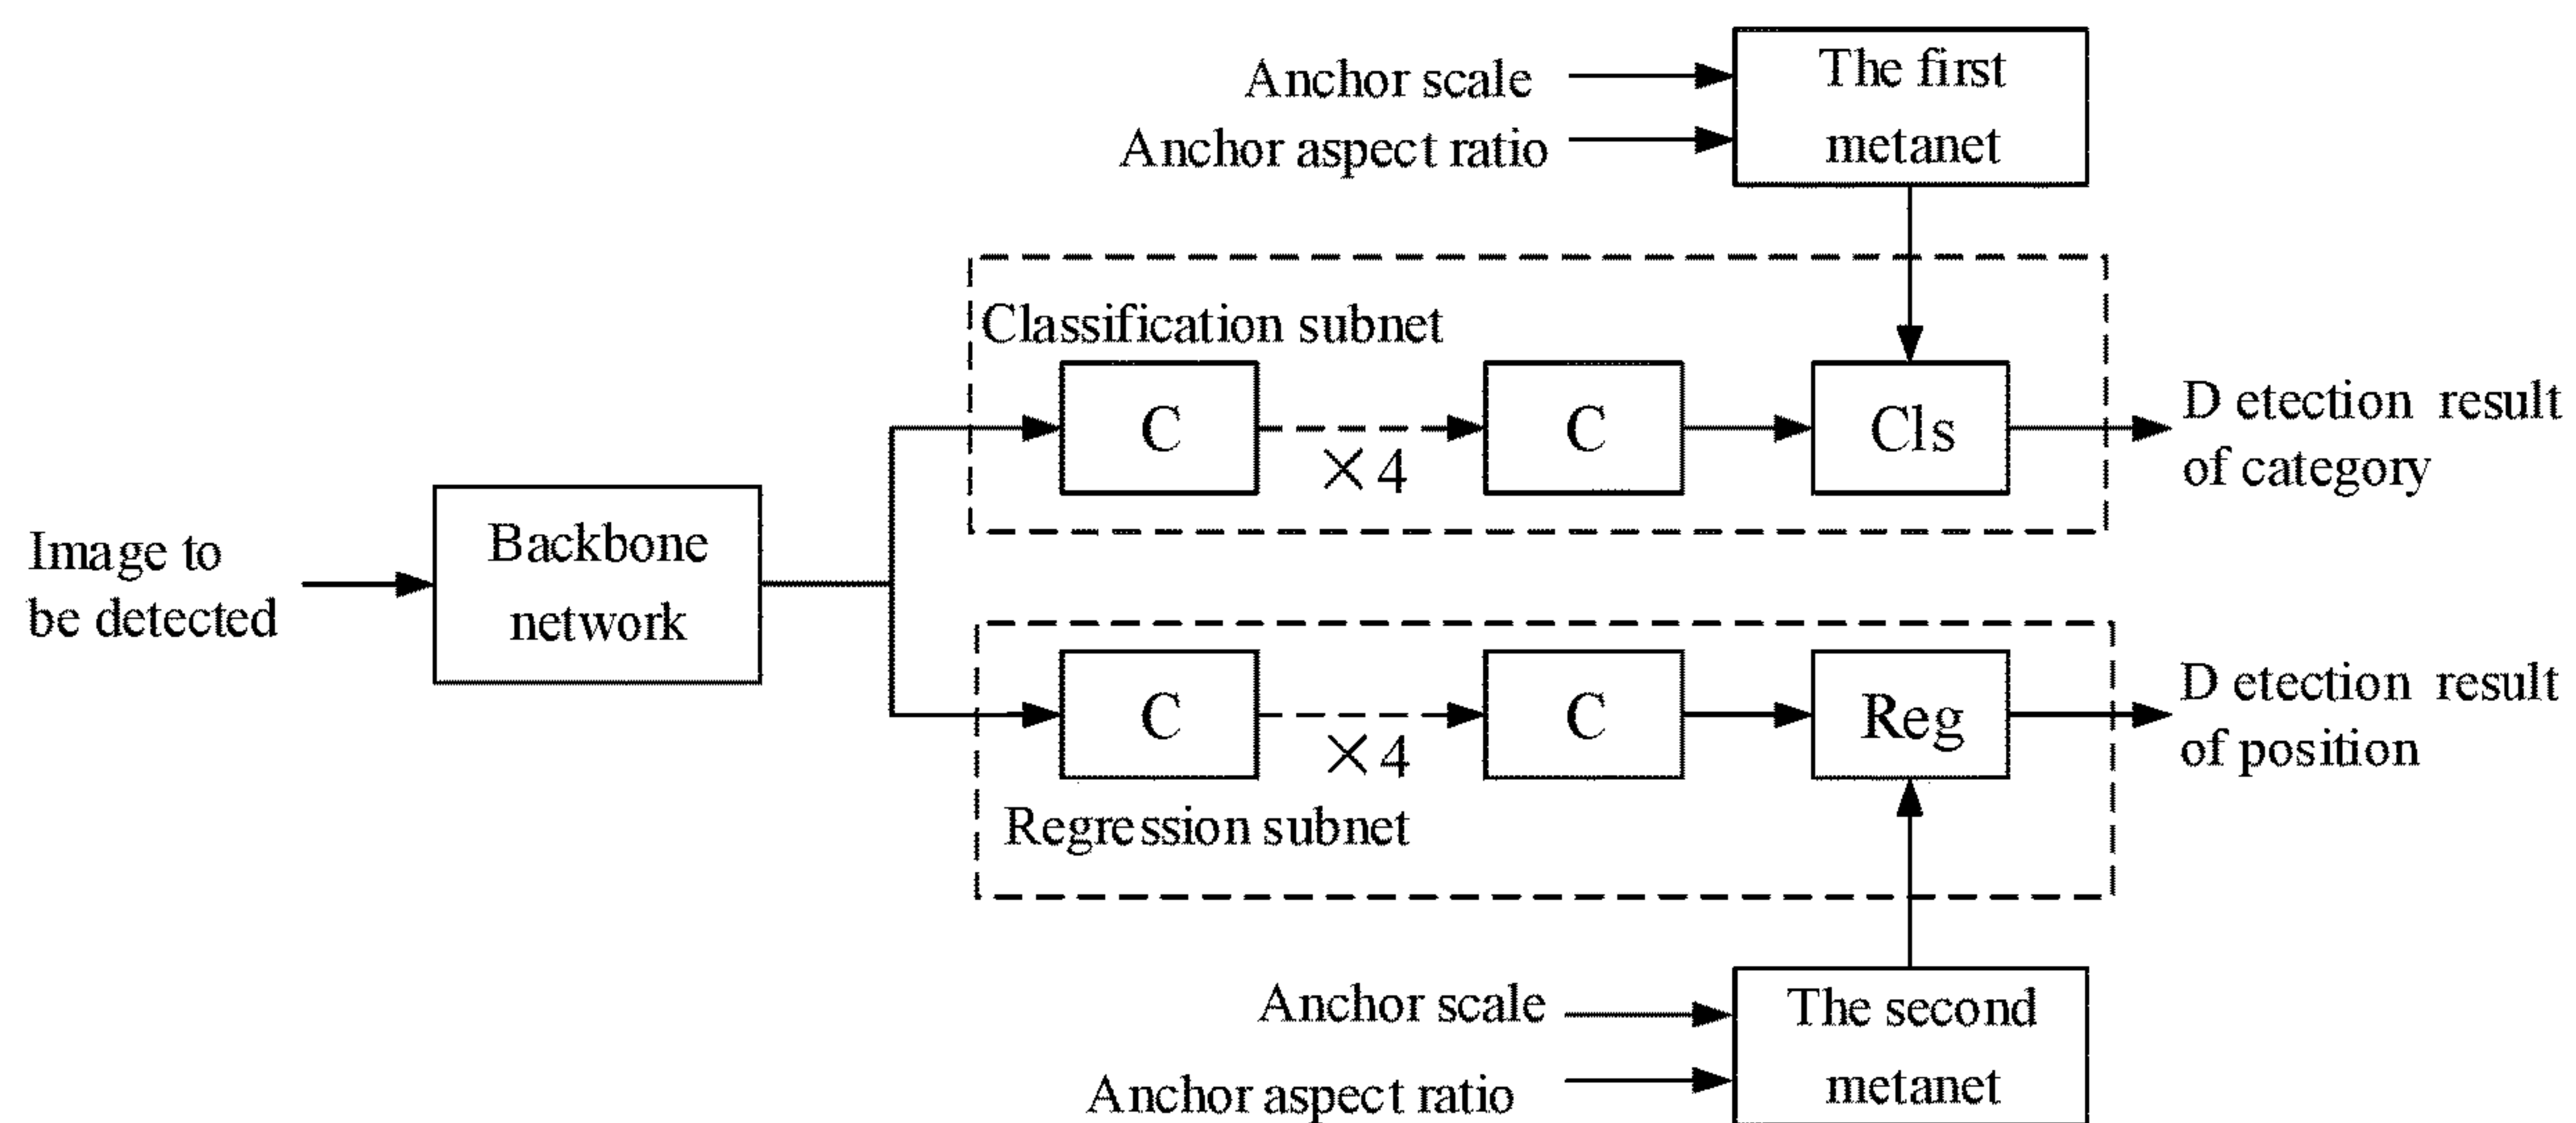 Anchor scale
Anchor aspect ratio
The first
metanet
Classification subnet
C
×4
C
Cls
D etection result
of category
Image to
be detected
Backbone
network
C
×4
C
Reg
D etection result
of position
Regression subnet
Anchor scale
Anchor aspect ratio
The second
metanet